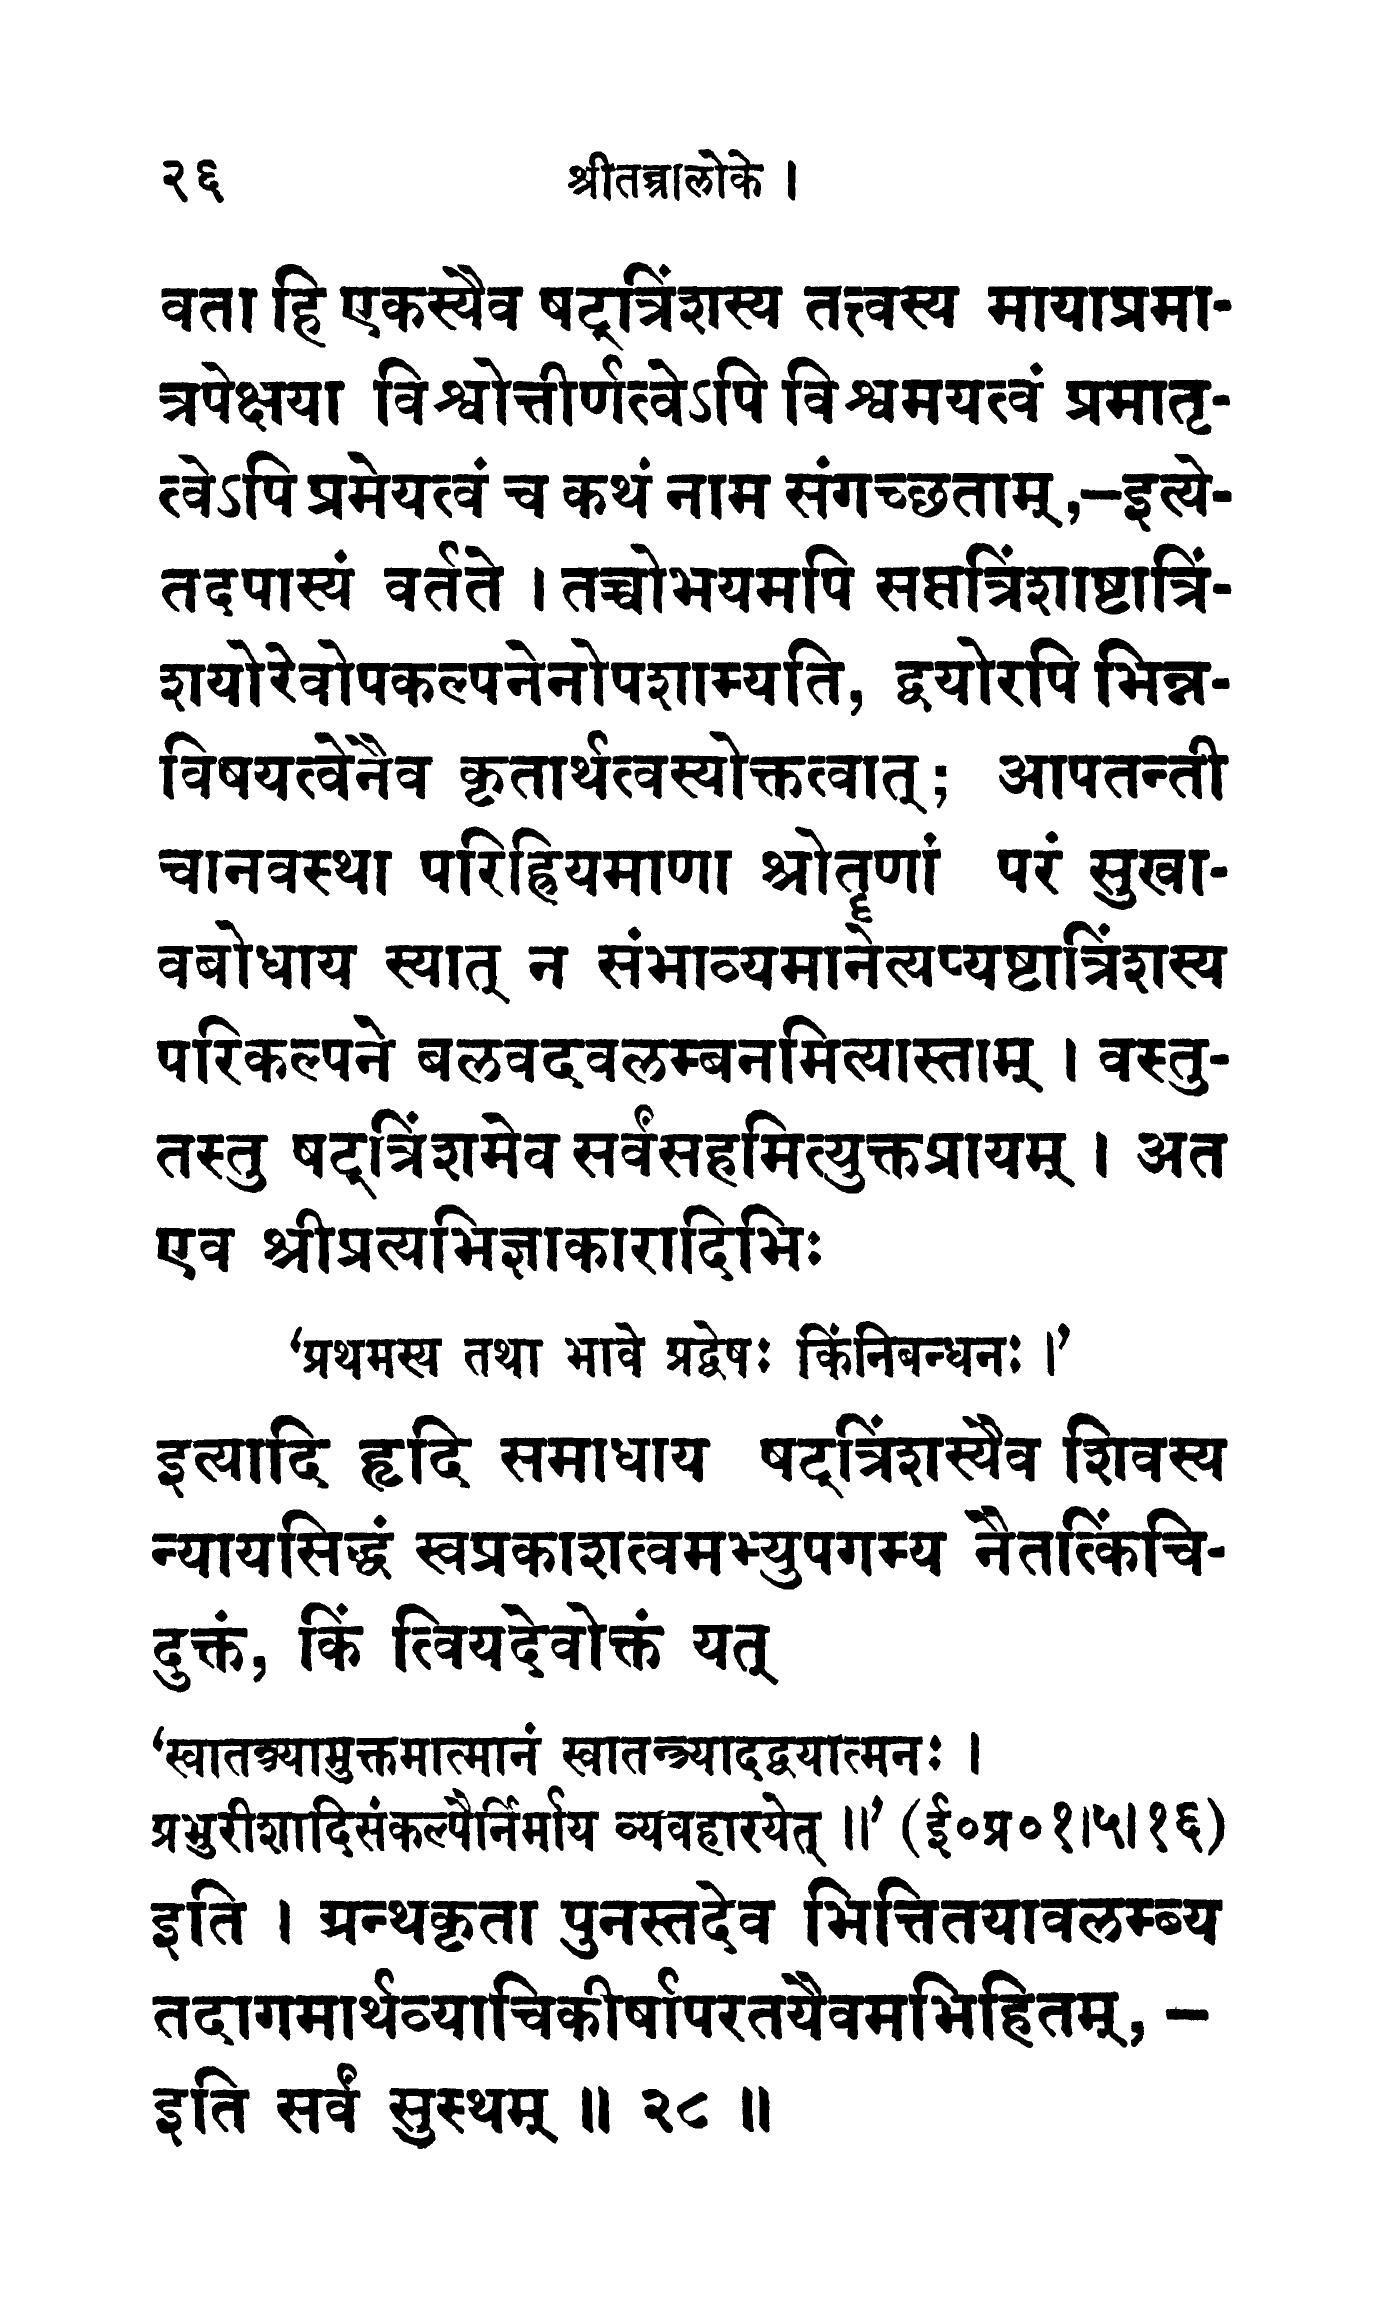 २६ श्रीतन्त्रालोके ।
वता हि एकस्यैव षट्त्रिंशस्य तत्त्वस्य मायाप्रमा-
त्रपेक्षया विश्वोत्तीर्णत्वेऽपि विश्वमयत्वं प्रमातृ-
त्वेऽपि प्रमेयत्वं च कथं नाम संगच्छताम्,—इत्ये-
तदपास्यं वर्तते । तच्चोभयमपि सप्तत्रिंशाष्टात्रिं-
शयोरेवोपकल्पनेनोपशाम्यति, द्वयोरपि भिन्न-
विषयत्वेनैव कृतार्थत्वस्योक्तत्वात्; आपतन्ती
चानवस्था परिह्रियमाणा श्रोतॄणां परं सुखा-
वबोधाय स्यात् न संभाव्यमानेत्यप्यष्टात्रिंशस्य
परिकल्पने बलवदवलम्बनमित्यास्ताम् । वस्तु-
तस्तु षट्त्रिंशमेव सर्वंसहमित्युक्तप्रायम् । अत
एव श्रीप्रत्यभिज्ञाकारादिभिः
‘प्रथमस्य तथा भावे प्रद्वेषः किंनिबन्धनः ।’
इत्यादि हृदि समाधाय षट्त्रिंशस्यैव शिवस्य
न्यायसिद्धं स्वप्रकाशत्वमभ्युपगम्य नैतत्किंचि-
दुक्तं, किं त्वियदेवोक्तं यत्
‘स्वातन्त्र्यामुक्तमात्मानं स्वातन्त्र्यादद्वयात्मनः ।
प्रभुरीशादिसंकल्पैर्निर्माय व्यवहारयेत् ॥’ (ई०प्र०१।५।१६)
इति । ग्रन्थकृता पुनस्तदेव भित्तितयावलम्ब्य
तदागमार्थव्याचिकीर्षापरतयैवमभिहितम्, —
इति सर्वं सुस्थम् ॥ २८ ॥